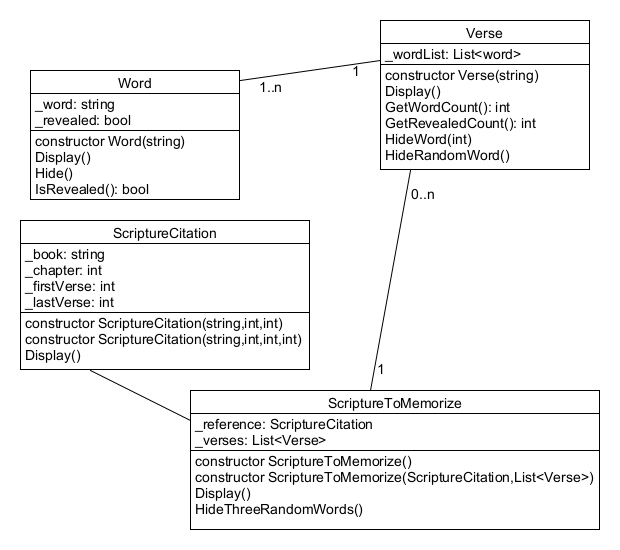 Verse
_wordList: List<word>
constructor Verse(string)
Display()
GetWordCount(): int
GetRevealedCount(): int
HideWord(int)
HideRandomWord()
1
1..n
Word
_word: string
_revealed: bool
constructor Word(string)
Display()
Hide()
IsRevealed(): bool
0..n
ScriptureCitation
_book: string
_chapter: int
_firstVerse: int
_lastVerse: int
constructor ScriptureCitation(string,int,int)
constructor ScriptureCitation(string,int,int,int)
Display()
1
ScriptureToMemorize
_reference: ScriptureCitation
_verses: List<Verse>
constructor ScriptureToMemorize()
constructor ScriptureToMemorize(ScriptureCitation,List<Verse>)
Display()
HideThreeRandomWords()